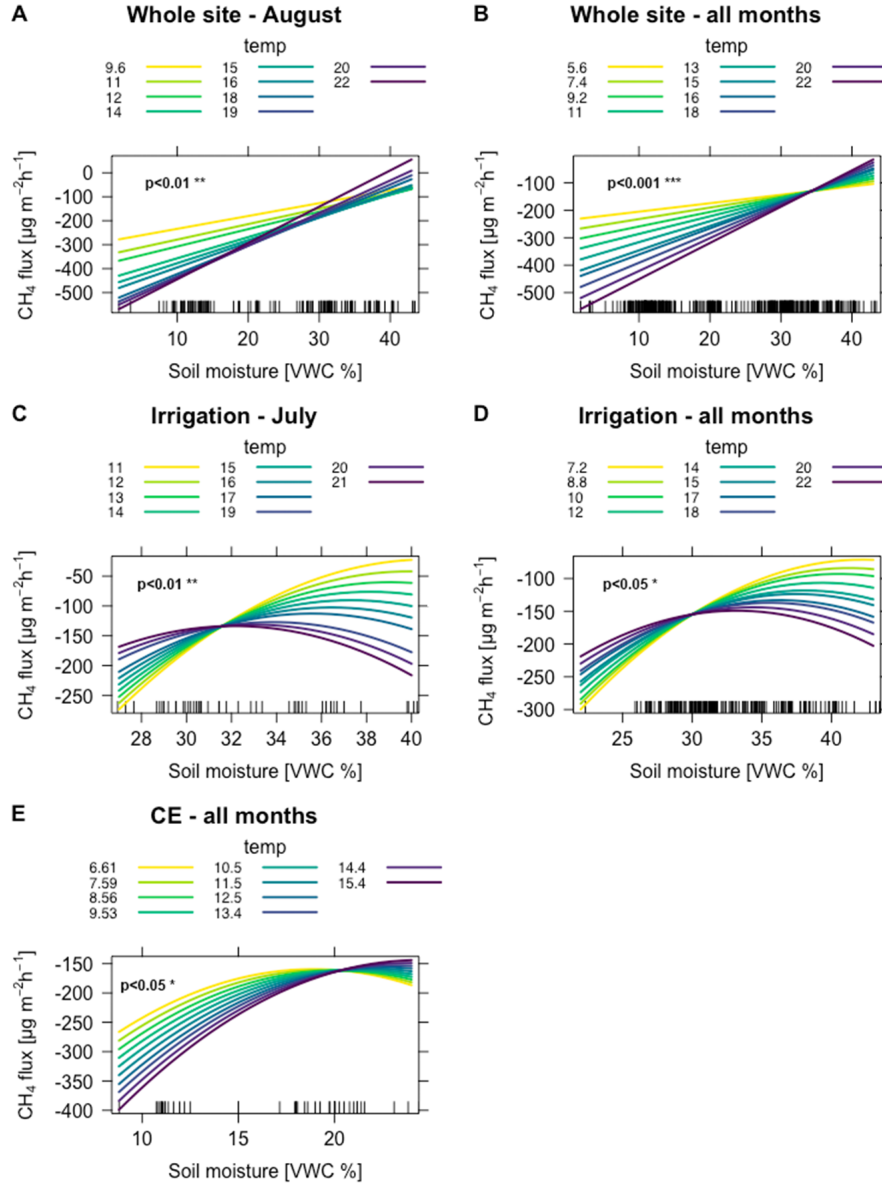 A Whole site - August
temp
9.6 15 20
11 16 22
12 18
14 19
CH₄ flux [µg m⁻²h⁻¹]
0
-100
-200
-300
-400
-500
p<0.01 **
10 20 30 40
Soil moisture [VWC %]
B Whole site - all months
temp
5.6 13 20
7.4 15 22
9.2 16
11 18
CH₄ flux [µg m⁻²h⁻¹]
-100
-200
-300
-400
-500
p<0.001 ***
10 20 30 40
Soil moisture [VWC %]
C Irrigation - July
temp
11 15 20
12 16 21
13 17
14 19
CH₄ flux [µg m⁻²h⁻¹]
-50
-100
-150
-200
-250
p<0.01 **
28 30 32 34 36 38 40
Soil moisture [VWC %]
D Irrigation - all months
temp
7.2 14 20
8.8 15 22
10 17
12 18
CH₄ flux [µg m⁻²h⁻¹]
-100
-150
-200
-250
-300
p<0.05 *
25 30 35 40
Soil moisture [VWC %]
E CE - all months
temp
6.61 10.5 14.4
7.59 11.5 15.4
8.56 12.5
9.53 13.4
CH₄ flux [µg m⁻²h⁻¹]
-150
-200
-250
-300
-350
-400
p<0.05 *
10 15 20
Soil moisture [VWC %]